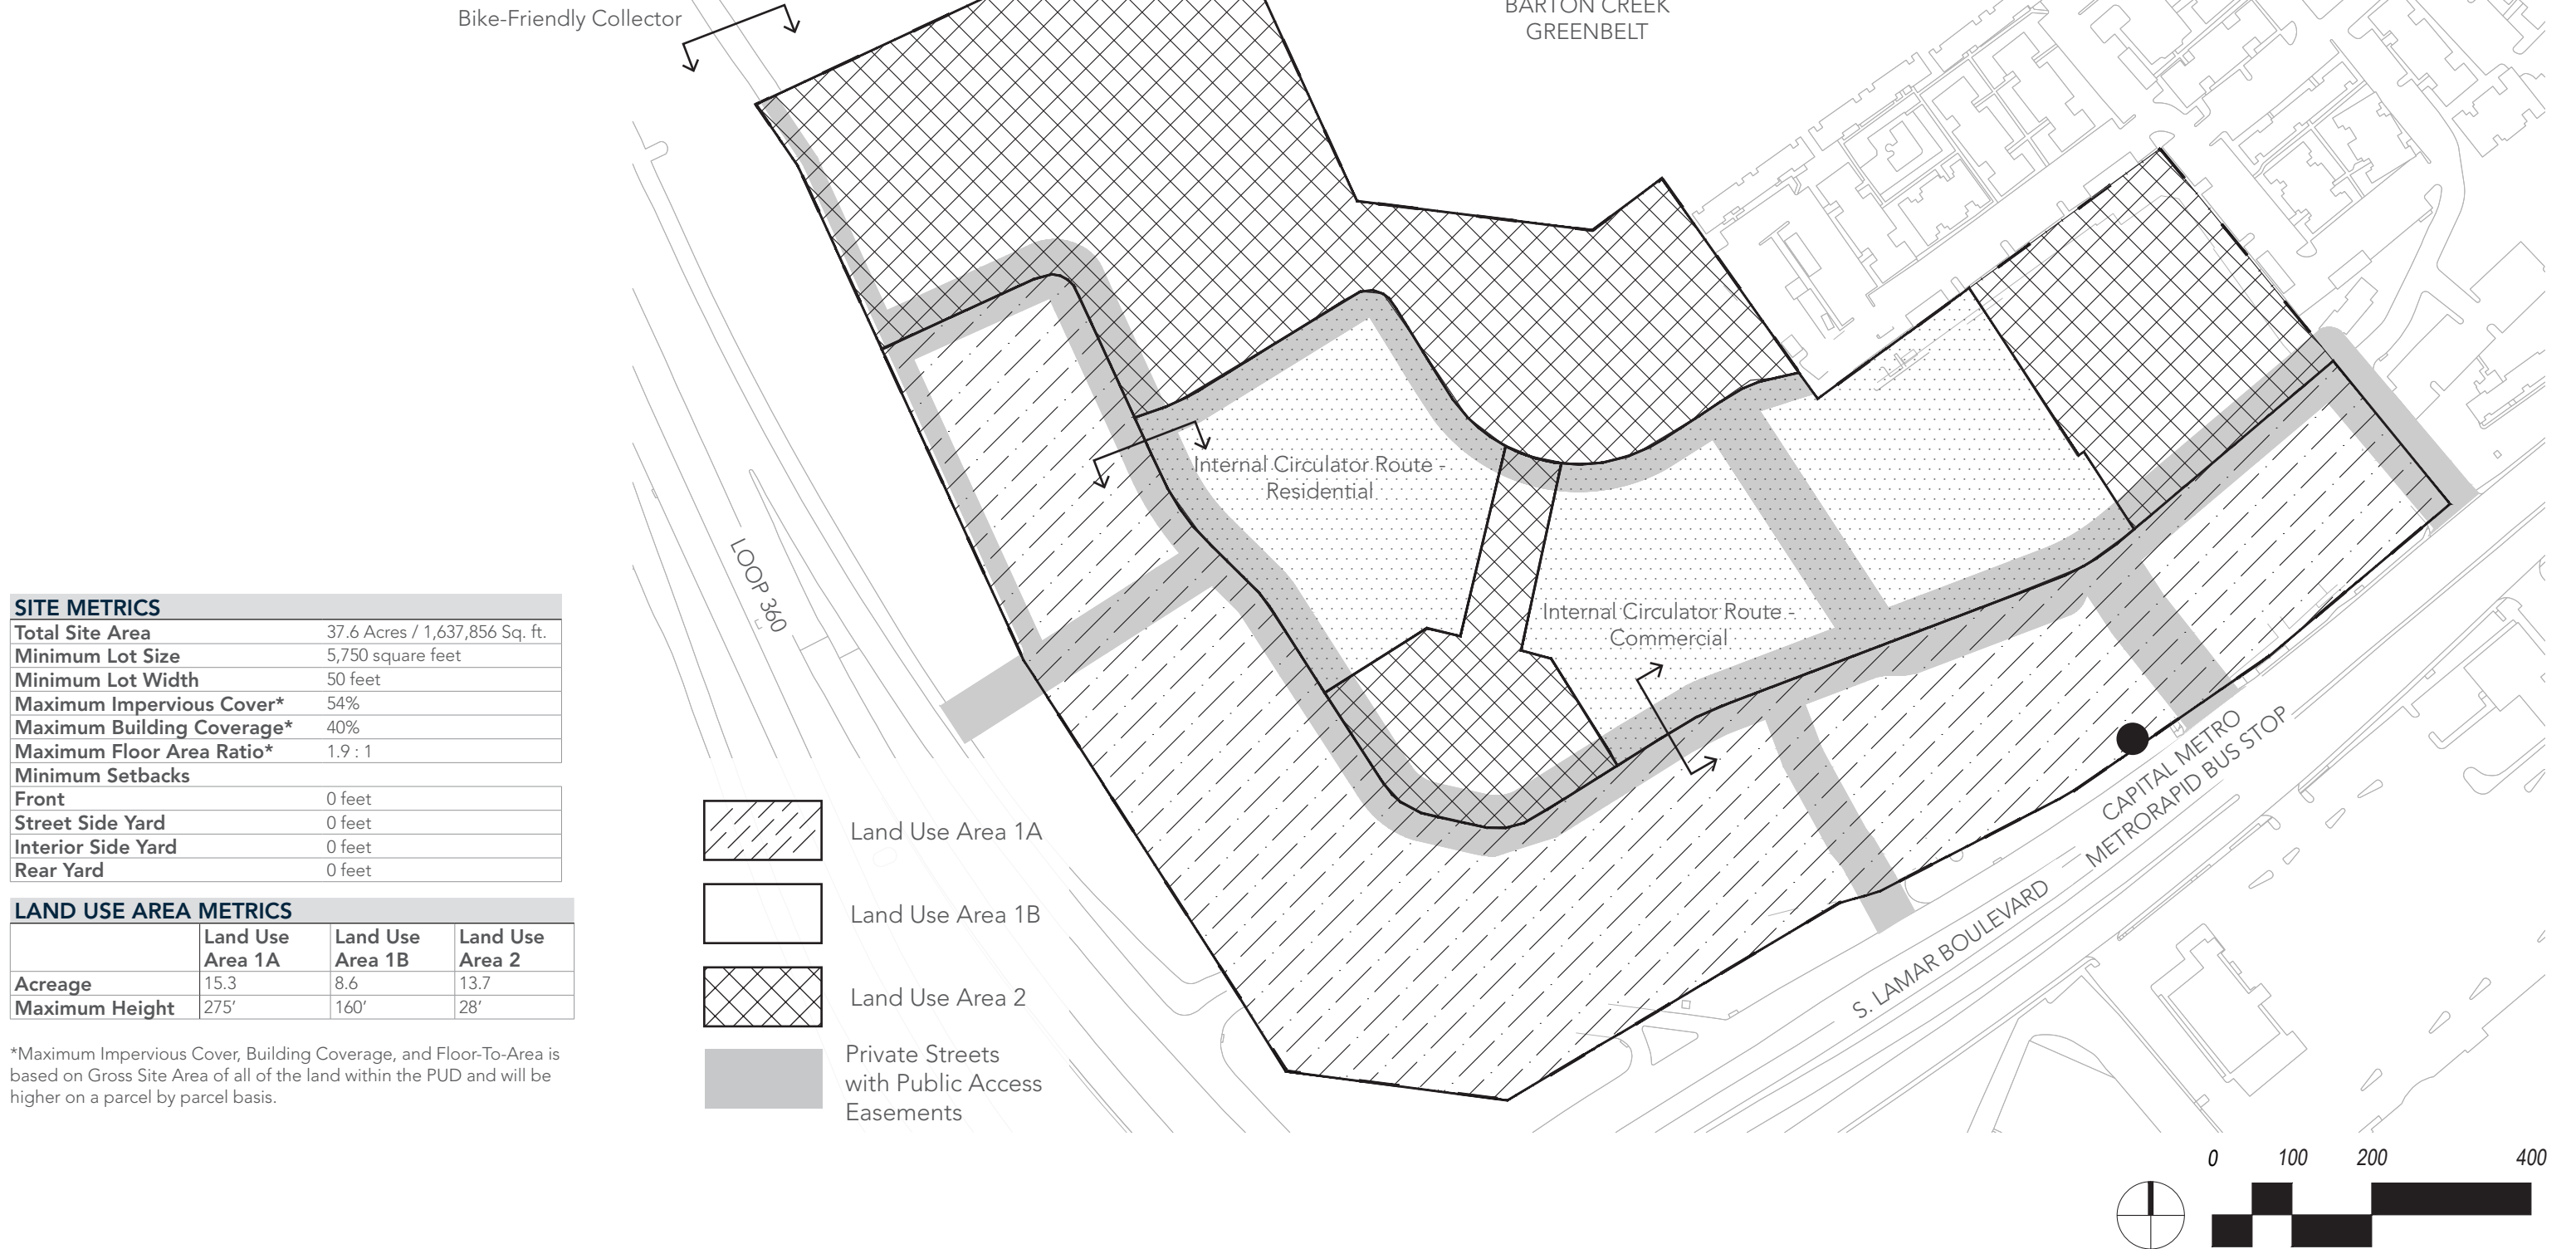 Bike-Friendly Collector
BARTON CREEK
GREENBELT
Internal Circulator Route -
Residential
LOOP 360
Internal Circulator Route -
Commercial
CAPITAL METRO
METRORAPID BUS STOP
S. LAMAR BOULEVARD
SITE METRICS
Total Site Area 37.6 Acres / 1,637,856 Sq. ft.
Minimum Lot Size 5,750 square feet
Minimum Lot Width 50 feet
Maximum Impervious Cover* 54%
Maximum Building Coverage* 40%
Maximum Floor Area Ratio* 1.9 : 1
Minimum Setbacks
Front 0 feet
Street Side Yard 0 feet
Interior Side Yard 0 feet
Rear Yard 0 feet
LAND USE AREA METRICS
Land Use Land Use Land Use
Area 1A Area 1B Area 2
Acreage 15.3 8.6 13.7
Maximum Height 275' 160' 28'
*Maximum Impervious Cover, Building Coverage, and Floor-To-Area is
based on Gross Site Area of all of the land within the PUD and will be
higher on a parcel by parcel basis.
Land Use Area 1A
Land Use Area 1B
Land Use Area 2
Private Streets
with Public Access
Easements
0 100 200 400